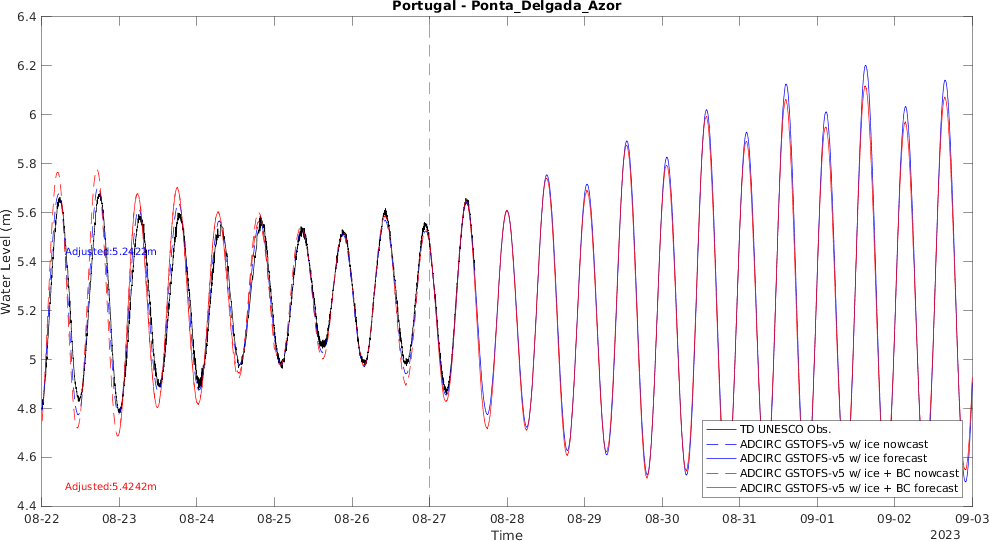 Portugal - Ponta_Delgada_Azor
6.4
6.2
6
5.8
5.6
5.4
5.2
5
4.8
4.6
4.4
Water Level (m)
Adjusted:5.2422m
Adjusted:5.4242m
TD UNESCO Obs.
ADCIRC GSTOFS-v5 w/ ice nowcast
ADCIRC GSTOFS-v5 w/ ice forecast
ADCIRC GSTOFS-v5 w/ ice + BC nowcast
ADCIRC GSTOFS-v5 w/ ice + BC forecast
08-22 08-23 08-24 08-25 08-26 08-27 08-28 08-29 08-30 08-31 09-01 09-02 09-03
Time
2023